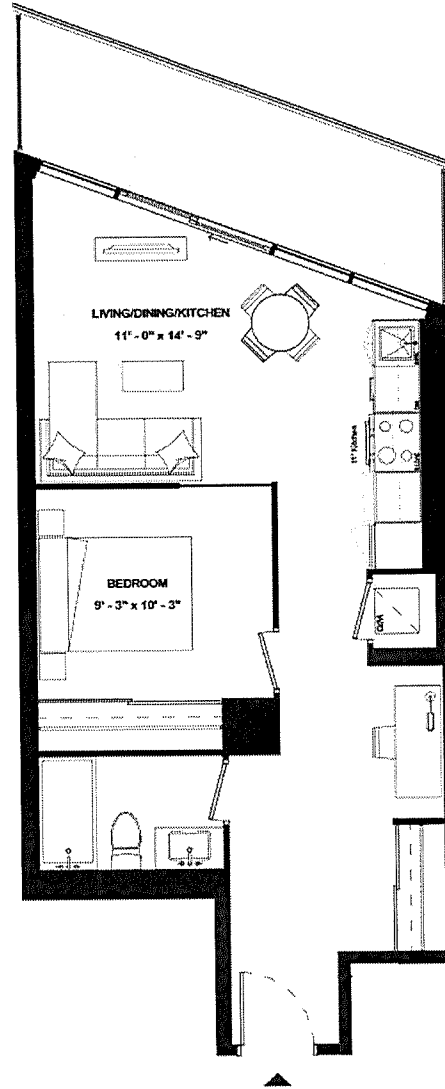 LIVING/DINING/KITCHEN
11' - 0" x 14' - 9"
11' Kitchen
BEDROOM
9' - 3" x 10' - 3"
W/D